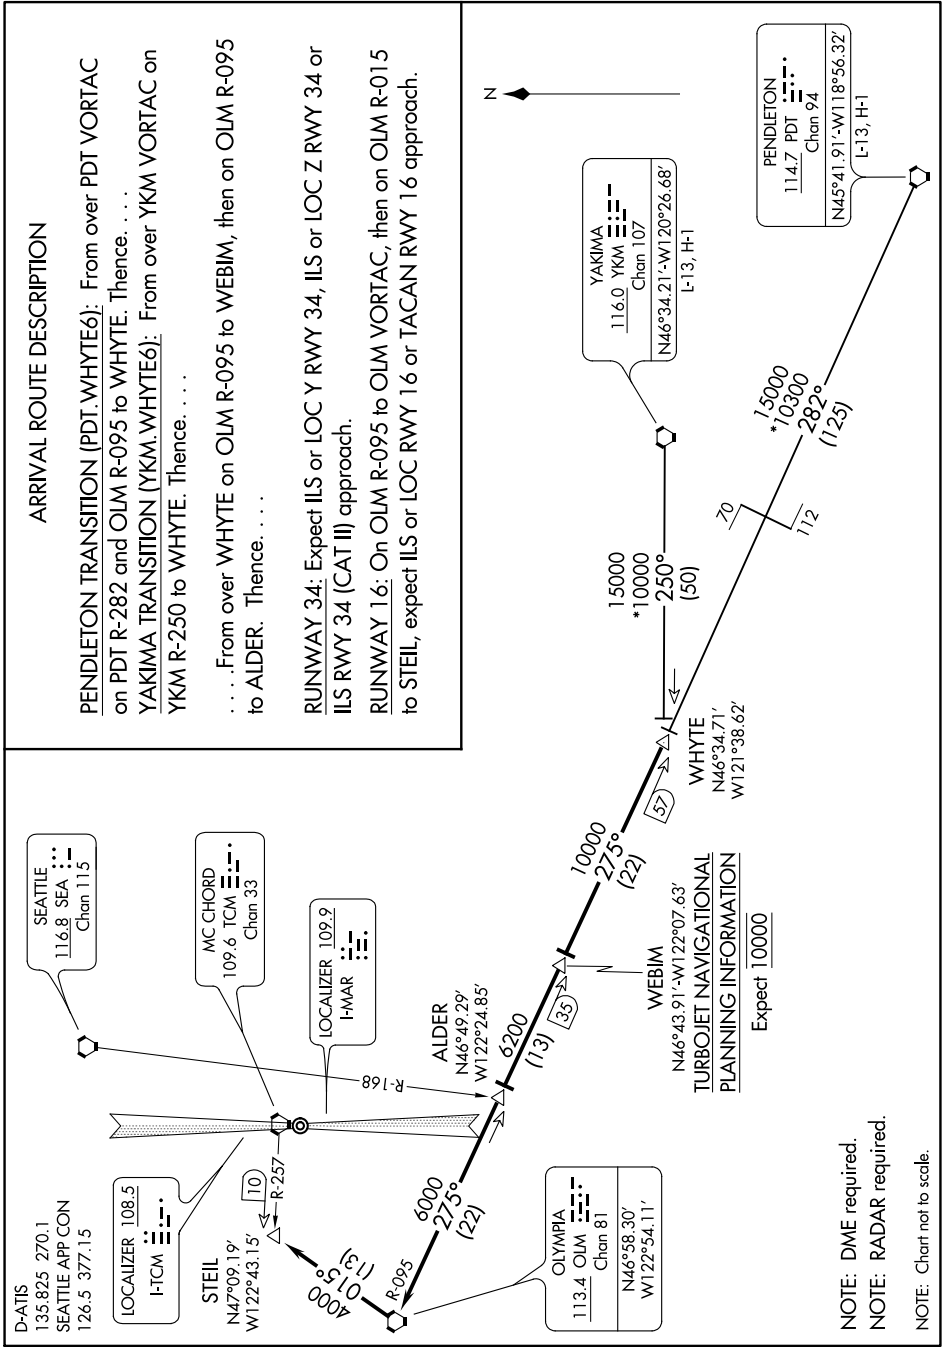 D-ATIS
135.825 270.1
SEATTLE APP CON
126.5 377.15
LOCALIZER 108.5
I-TCM
SEATTLE
116.8 SEA
Chan 115
MC CHORD
109.6 TCM
Chan 33
LOCALIZER 109.9
I-MAR
STEIL
N47°09.19'
W122°43.15'
10
R-257
R-168
4000
015°
(13)
R-095
OLYMPIA
113.4 OLM
Chan 81
N46°58.30'
W122°54.11'
6000
275°
(22)
ALDER
N46°49.29'
W122°24.85'
6200
(13)
35
WEBIM
N46°43.91'-W122°07.63'
TURBOJET NAVIGATIONAL
PLANNING INFORMATION
Expect 10000
10000
275°
(22)
57
WHYTE
N46°34.71'
W121°38.62'
15000
*10000
250°
(50)
YAKIMA
116.0 YKM
Chan 107
N46°34.21'-W120°26.68'
L-13, H-1
70
112
15000
*10300
282°
(125)
PENDLETON
114.7 PDT
Chan 94
N45°41.91'-W118°56.32'
L-13, H-1
N
ARRIVAL ROUTE DESCRIPTION
PENDLETON TRANSITION (PDT.WHYTE6): From over PDT VORTAC
on PDT R-282 and OLM R-095 to WHYTE. Thence. . . .
YAKIMA TRANSITION (YKM.WHYTE6): From over YKM VORTAC on
YKM R-250 to WHYTE. Thence. . . .
. . . .From over WHYTE on OLM R-095 to WEBIM, then on OLM R-095
to ALDER. Thence. . . .
RUNWAY 34: Expect ILS or LOC Y RWY 34, ILS or LOC Z RWY 34 or
ILS RWY 34 (CAT II) approach.
RUNWAY 16: On OLM R-095 to OLM VORTAC, then on OLM R-015
to STEIL, expect ILS or LOC RWY 16 or TACAN RWY 16 approach.
NOTE: DME required.
NOTE: RADAR required.
NOTE: Chart not to scale.